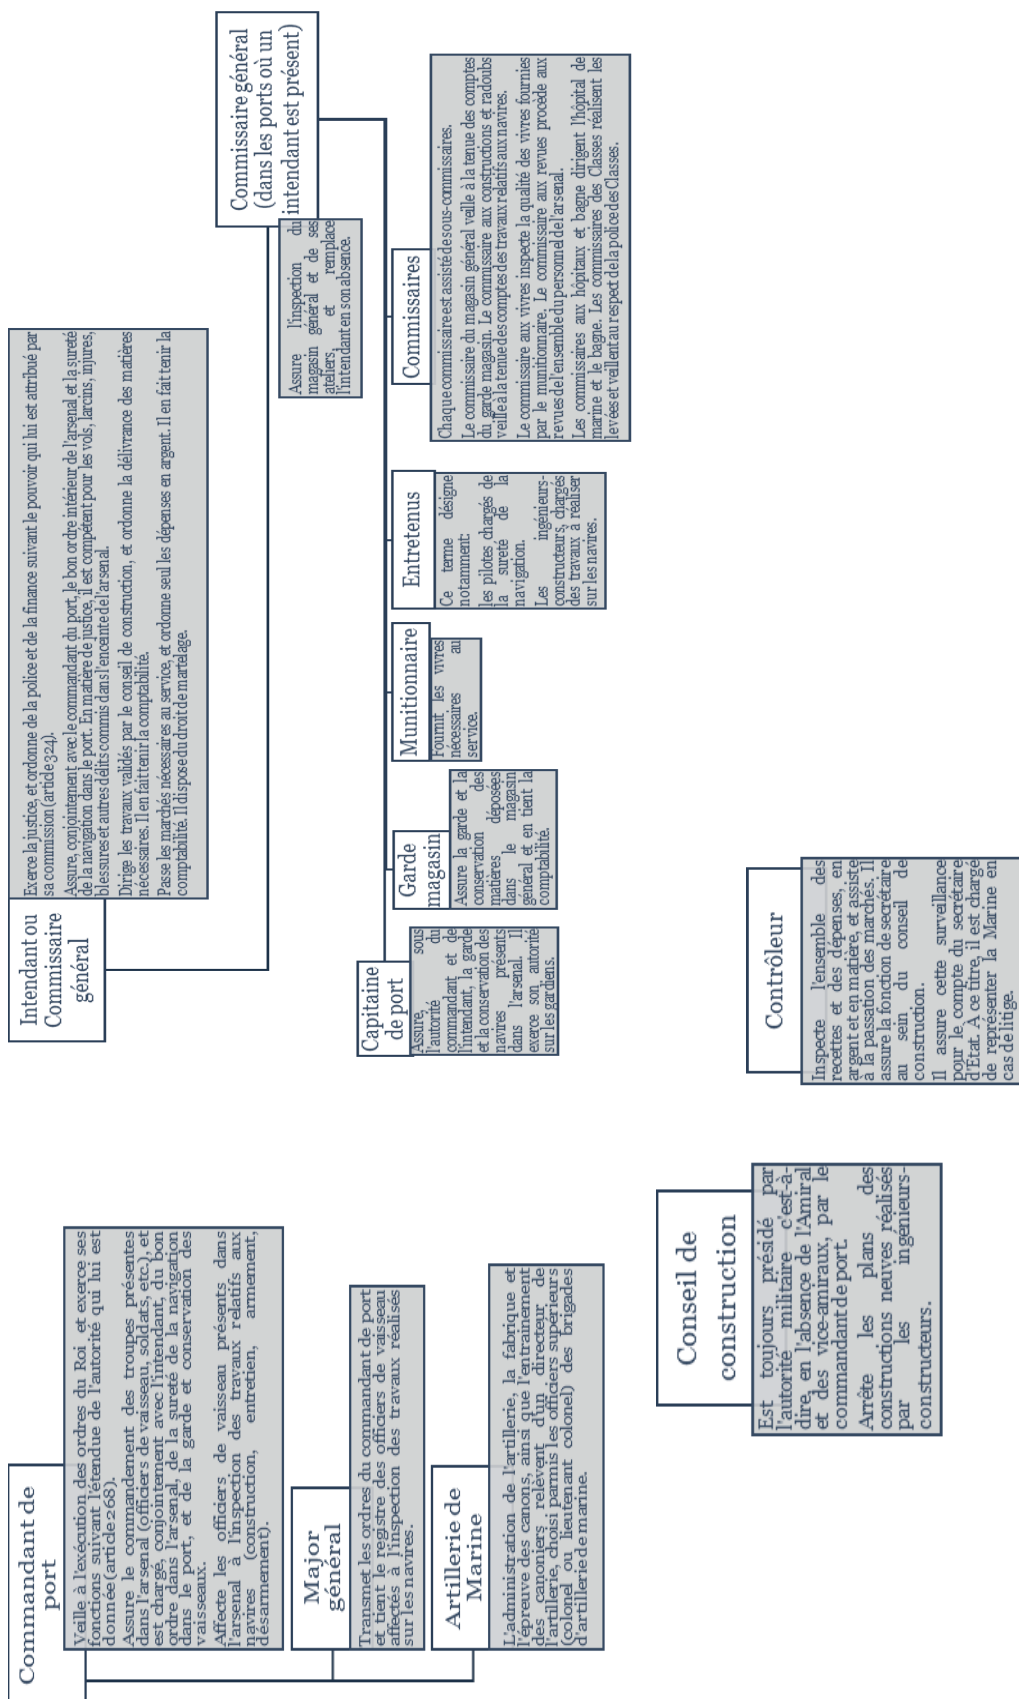 Commandant de
port
Veille à l'exécution des ordres du Roi et exerce ses
fonctions suivant l'étendue de l'autorité qui lui est
donnée (article 268).
Assure le commandement des troupes présentes
dans l'arsenal (officiers de vaisseau, soldats, etc.), et
est chargé, conjointement avec l'intendant, du bon
ordre dans l'arsenal, de la sureté de la navigation
dans le port, et de la garde et conservation des
vaisseaux.
Affecte les officiers de vaisseau présents dans
l'arsenal à l'inspection des travaux relatifs aux
navires (construction, entretien, armement,
désarmement).
Major
général
Transmet les ordres du commandant de port
et tient le registre des officiers de vaisseau
affectés à l'inspection des travaux réalisés
sur les navires.
Artillerie de
Marine
L'administration de l'artillerie, la fabrique et
l'épreuve des canons, ainsi que l'entrainement
des canoniers relèvent d'un directeur de
l'artillerie, choisi parmis les officiers supérieurs
(colonel ou lieutenant colonel) des brigades
d'artillerie de marine.
Conseil de
construction
Est toujours présidé par
l'autorité militaire c'est-à-
dire, en l'absence de l'Amiral
et des vice-amiraux, par le
commandant de port.
Arrête les plans des
constructions neuves réalisés
par les ingénieurs-
constructeurs.
Intendant ou
Commissaire
général
Exerce la justice, et ordonne de la police et de la finance suivant le pouvoir qui lui est attribué par
sa commission (article 324).
Assure, conjointement avec le commandant du port, le bon ordre intérieur de l'arsenal et la sureté
de la navigation dans le port. En matière de justice, il est compétent pour les vols, larcins, injures,
blessures et autres délits commis dans l'enceinte de l'arsenal.
Dirige les travaux validés par le conseil de construction, et ordonne la délivrance des matières
nécessaires. Il en fait tenir la comptabilité.
Passe les marchés nécessaires au service, et ordonne seul les dépenses en argent. Il en fait tenir la
comptabilité. Il dispose du droit de martelage.
Commissaire général
(dans les ports où un
intendant est présent)
Assure l'inspection du
magasin général et de ses
ateliers, et remplace
l'intendant en son absence.
Capitaine
de port
Assure, sous
l'autorité du
commandant et de
l'intendant, la garde
et la conservation des
navires présents
dans l'arsenal. Il
exerce son autorité
sur les gardiens.
Garde
magasin
Assure la garde et la
conservation des
matières déposées
dans le magasin
général et en tient la
comptabilité.
Munitionnaire
Fournit les vivres
nécessaires au
service.
Entretenus
Ce terme désigne
notamment:
les pilotes chargés de
la sureté de la
navigation.
Les ingénieurs-
constructeurs, chargés
des travaux à réaliser
sur les navires.
Commissaires
Chaque commissaire est assisté de sous-commissaires.
Le commissaire du magasin général veille à la tenue des comptes
du garde magasin. Le commissaire aux constructions et radoubs
veille à la tenue des comptes des travaux relatifs aux navires.
Le commissaire aux vivres inspecte la qualité des vivres fournies
par le munitionnaire. Le commissaire aux revues procède aux
revues de l'ensemble du personnel de l'arsenal.
Les commissaires aux hôpitaux et bagne dirigent l'hôpital de
marine et le bagne. Les commissaires des Classes réalisent les
levées et veillent au respect de la police des Classes.
Contrôleur
Inspecte l'ensemble des
recettes et des dépenses, en
argent et en matière, et assiste
à la passation des marchés. Il
assure la fonction de secrétaire
au sein du conseil de
construction.
Il assure cette surveillance
pour le compte du secrétaire
d'État. À ce titre, il est chargé
de représenter la Marine en
cas de litige.